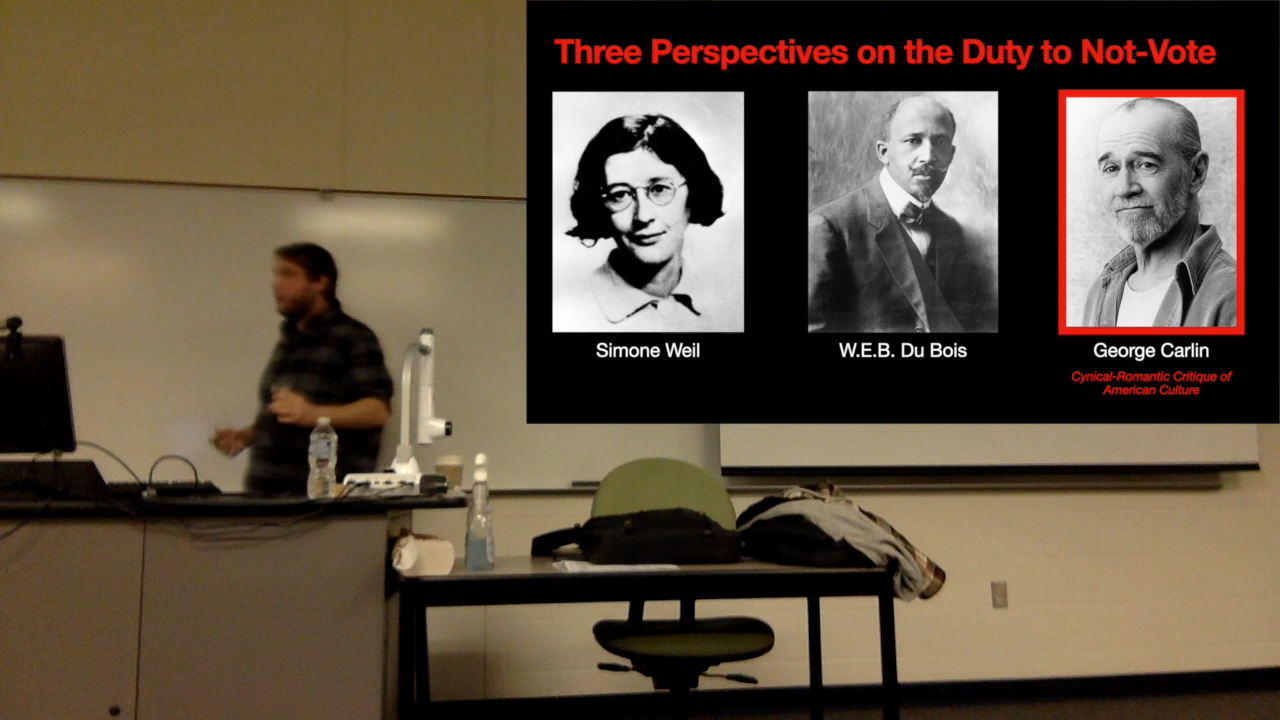 Three Perspectives on the Duty to Not-Vote
Simone Weil
W.E.B. Du Bois
George Carlin
Cynical-Romantic Critique of
American Culture